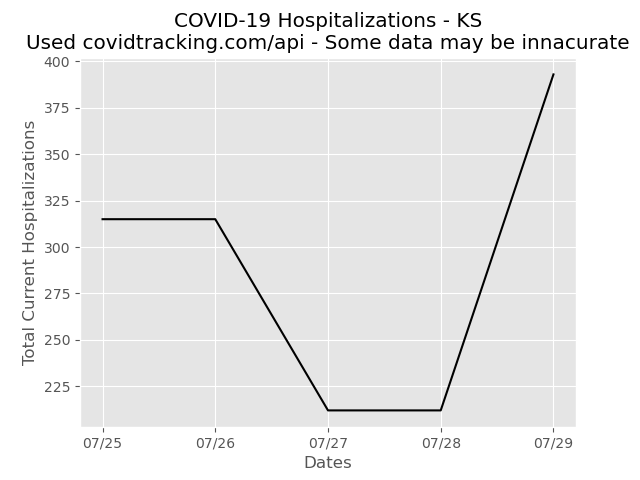 COVID-19 Hospitalizations - KS
Used covidtracking.com/api - Some data may be innacurate
400
375
350
325
300
275
250
225
Total Current Hospitalizations
07/25 07/26 07/27 07/28 07/29
Dates